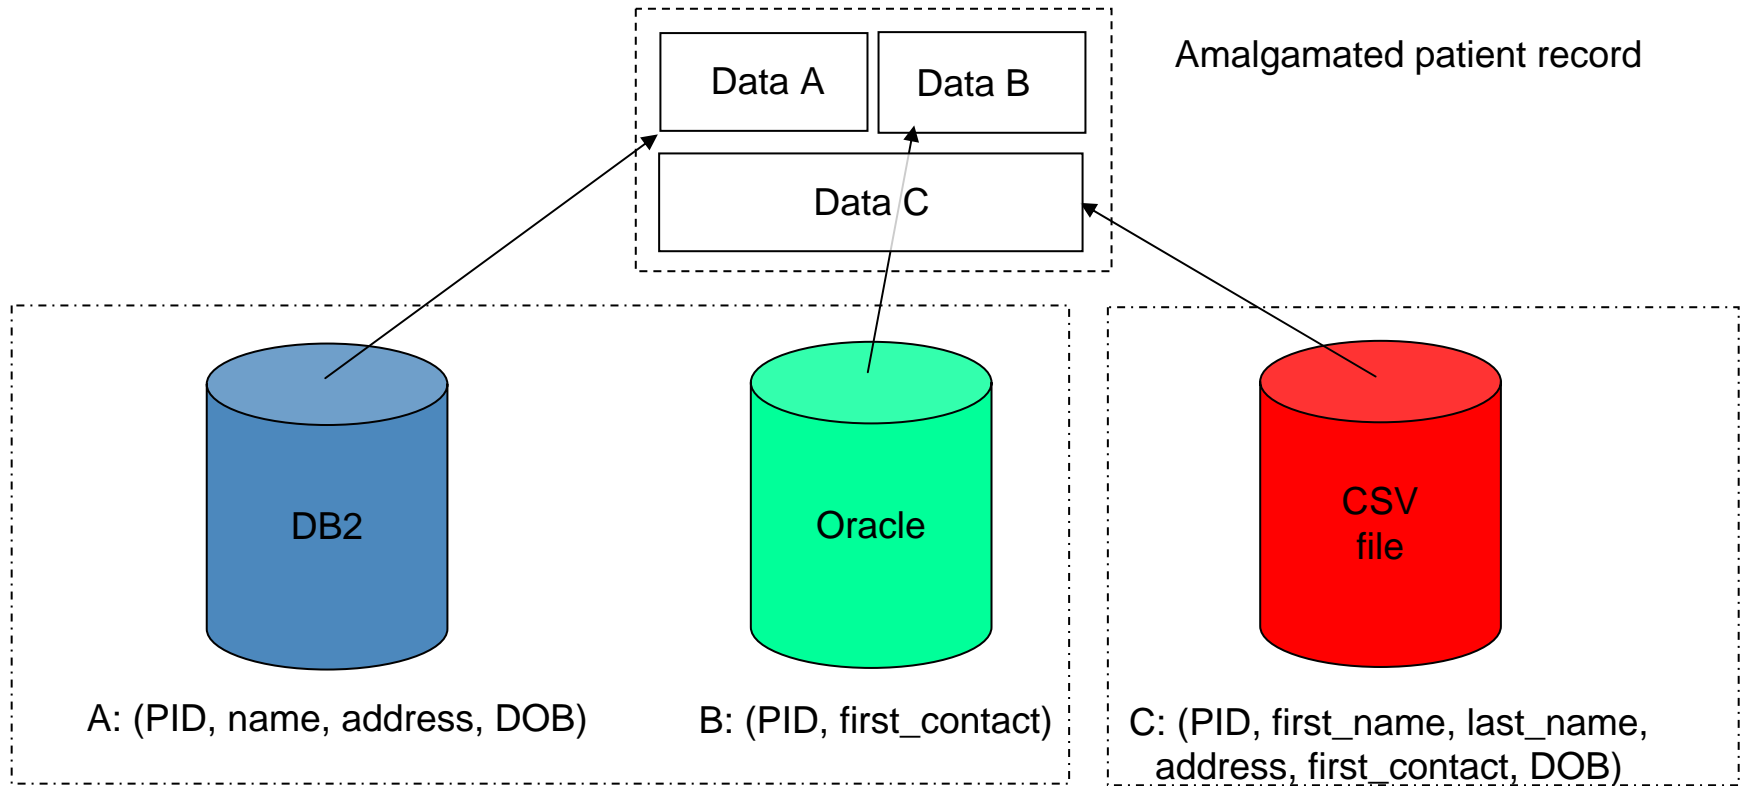 Amalgamated patient record
Data A
Data B
Data C
DB2
Oracle
CSV
file
A: (PID, name, address, DOB)
B: (PID, first_contact)
C: (PID, first_name, last_name,
address, first_contact, DOB)